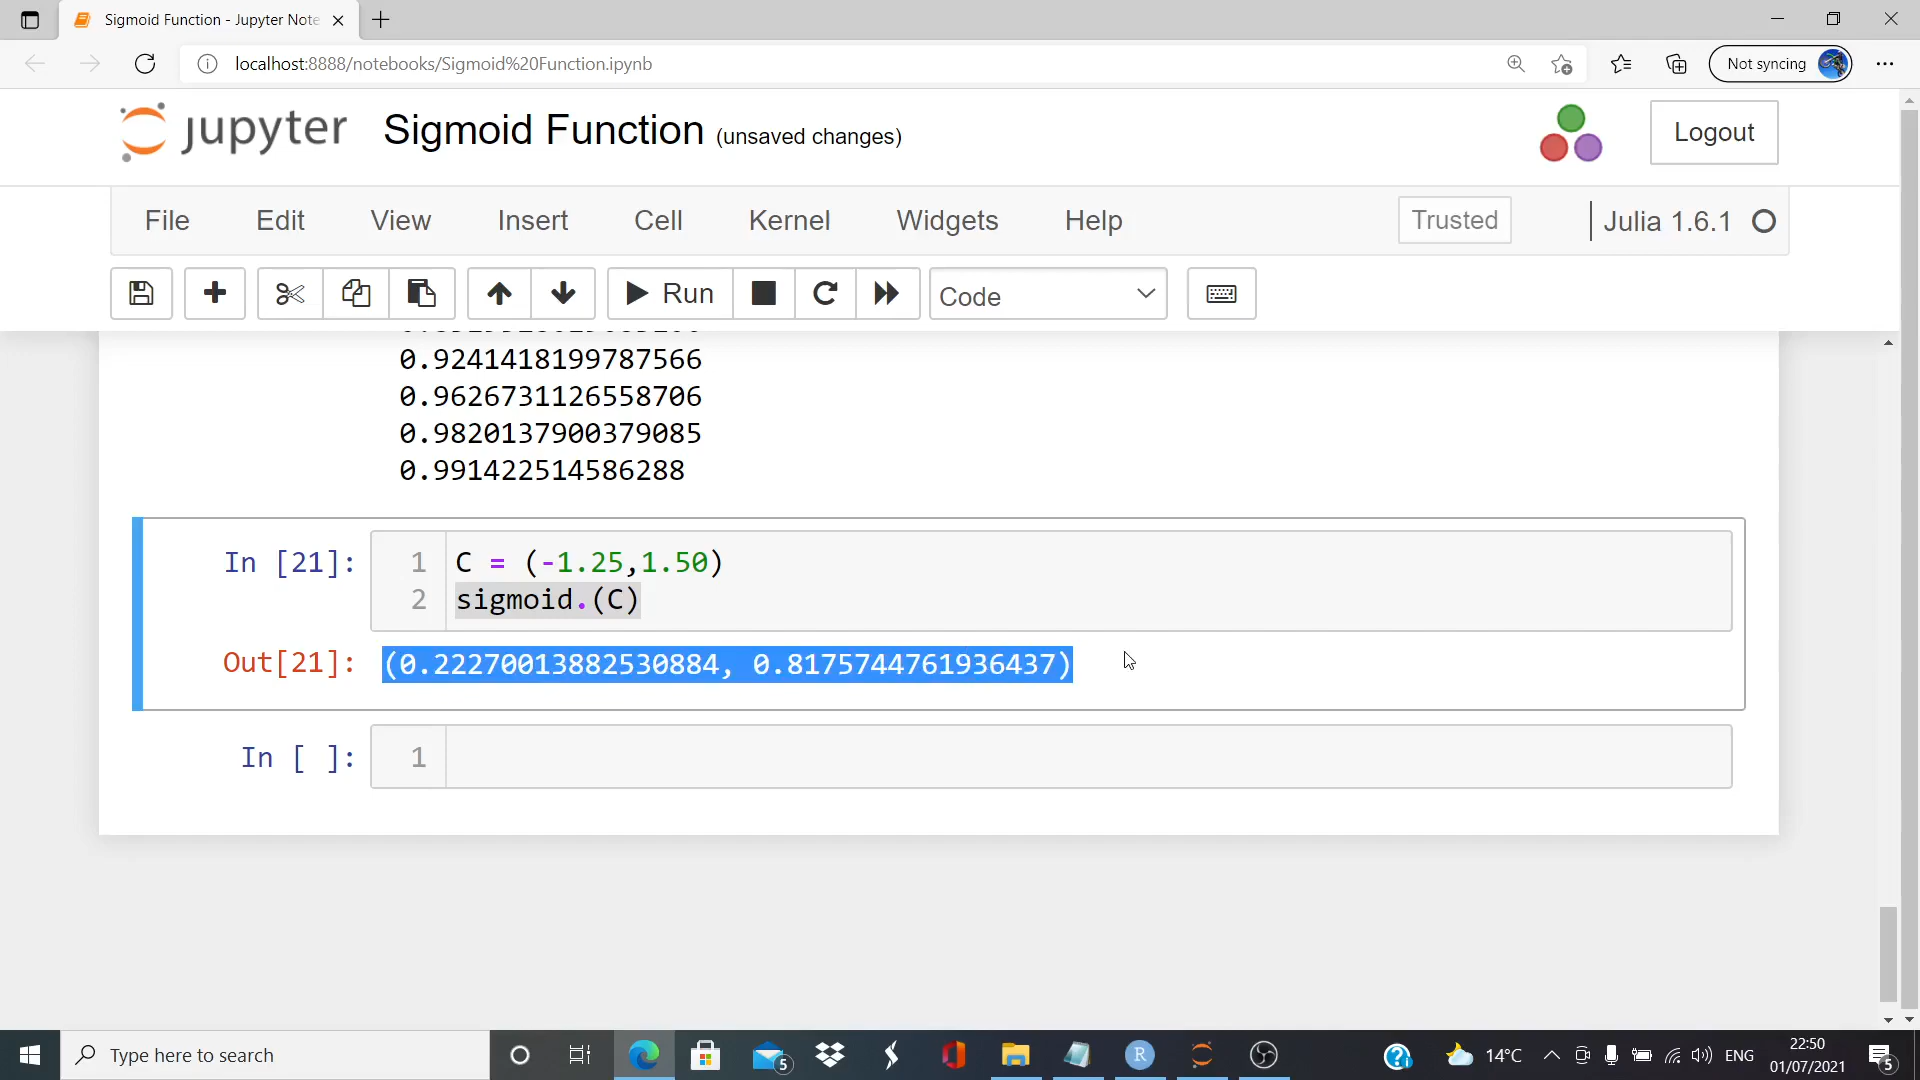 Sigmoid Function - Jupyter Note
localhost:8888/notebooks/Sigmoid%20Function.ipynb
Not syncing
jupyter Sigmoid Function (unsaved changes)
Logout
File Edit View Insert Cell Kernel Widgets Help
Trusted
Julia 1.6.1
Run
Code
0.9241418199787566
0.9626731126558706
0.9820137900379085
0.991422514586288
In [21]:
1 C = (-1.25,1.50)
2 sigmoid.(C)
Out[21]: (0.22270013882530884, 0.8175744761936437)
In [ ]: 1
Type here to search
5
R
14°C
ENG
22:50
01/07/2021
5